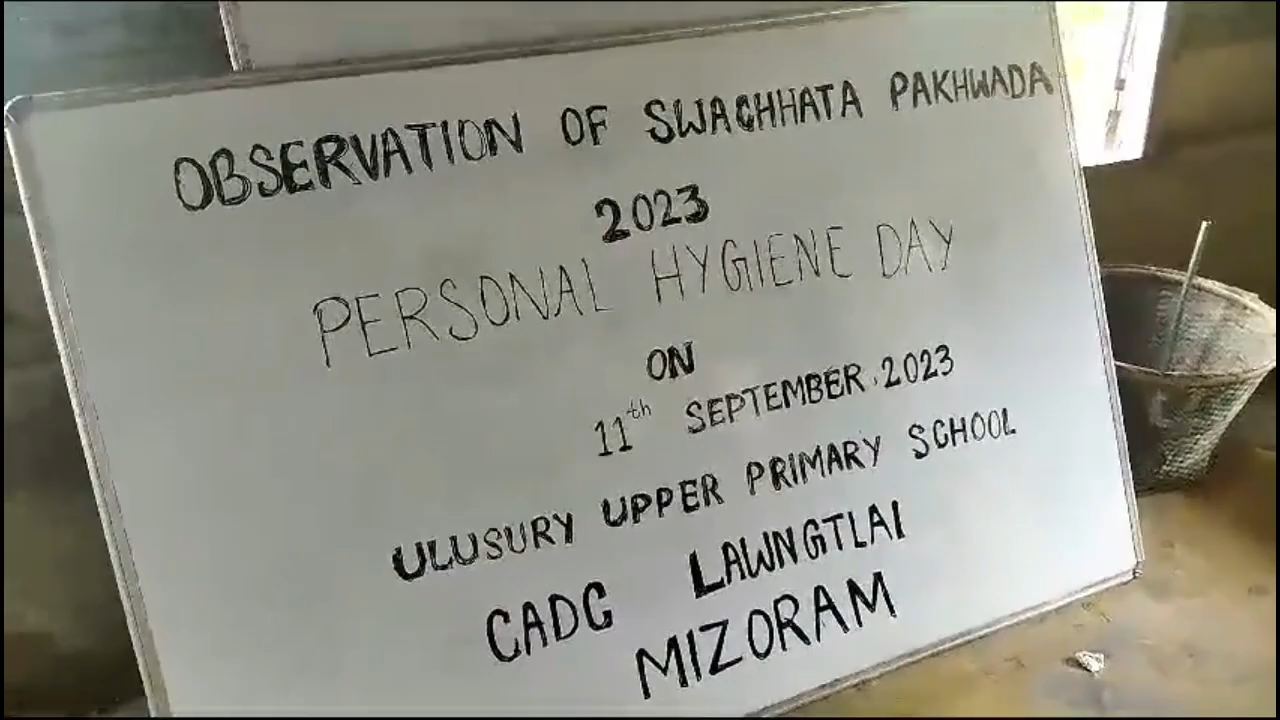 OBSERVATION OF SWACHHATA PAKHWADA
2023
PERSONAL HYGIENE DAY
ON
11th SEPTEMBER, 2023
ULUSURY UPPER PRIMARY SCHOOL
CADC LAWNGTLAI
MIZORAM